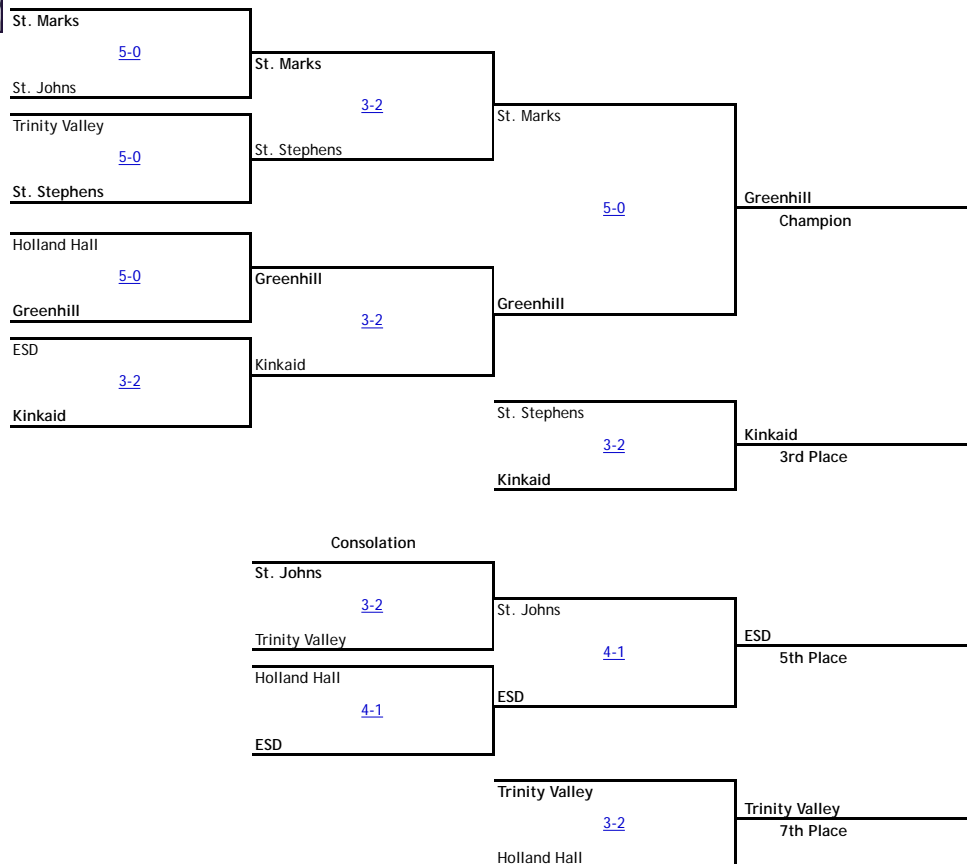 St. Marks
5-0
St. Johns
Trinity Valley
5-0
St. Stephens
Holland Hall
5-0
Greenhill
ESD
3-2
Kinkaid
St. Marks
3-2
St. Stephens
Greenhill
3-2
Kinkaid
St. Marks
5-0
Greenhill
Greenhill
Champion
St. Stephens
3-2
Kinkaid
Kinkaid
3rd Place
Consolation
St. Johns
3-2
Trinity Valley
Holland Hall
4-1
ESD
St. Johns
4-1
ESD
ESD
5th Place
Trinity Valley
3-2
Holland Hall
Trinity Valley
7th Place